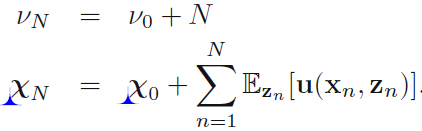 ν_N = ν_0 + N
χ_N = χ_0 + ∑_{n=1}^{N} 𝔼_{z_n}[u(x_n, z_n)].